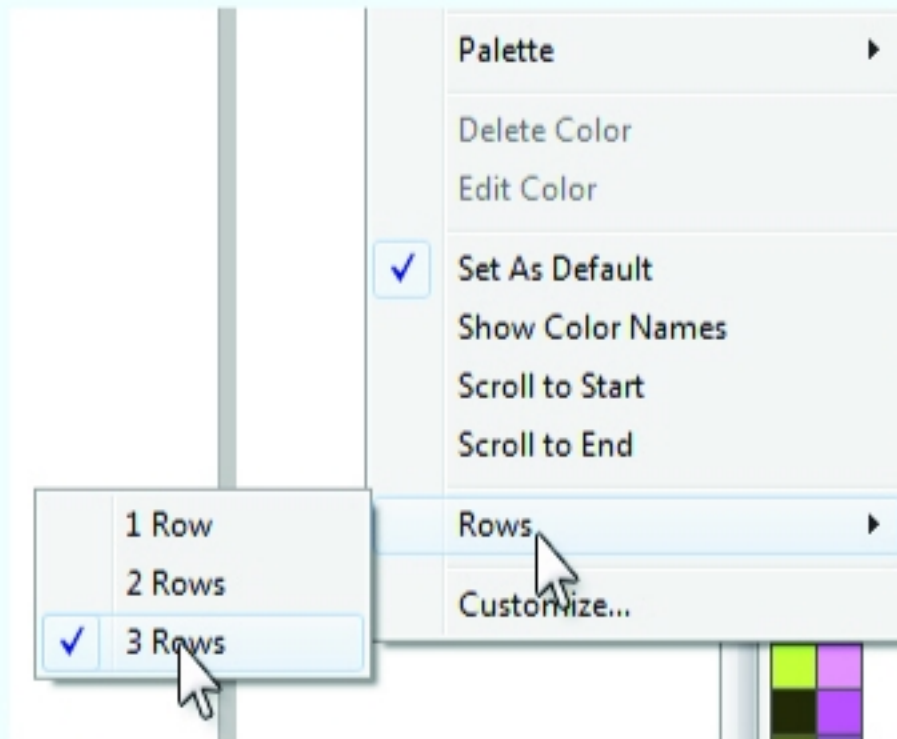 Palette
Delete Color
Edit Color
Set As Default
Show Color Names
Scroll to Start
Scroll to End
Rows
Customize...
1 Row
2 Rows
3 Rows